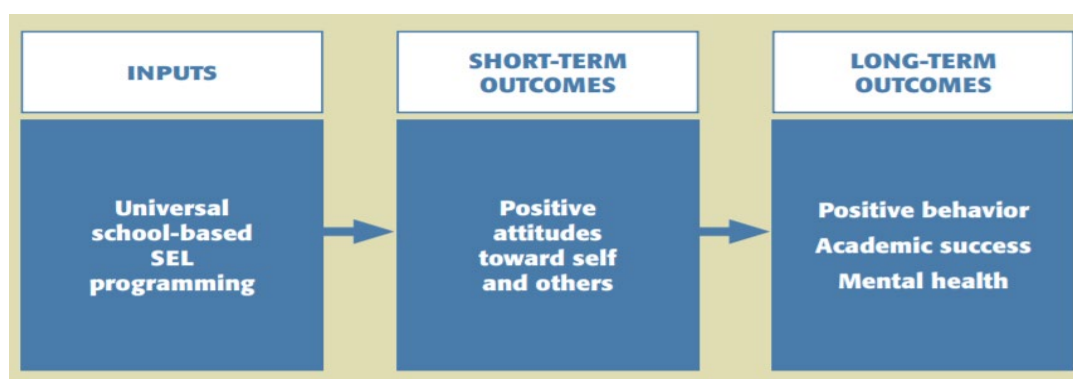 INPUTS
SHORT-TERM
OUTCOMES
LONG-TERM
OUTCOMES
Universal
school-based
SEL
programming
Positive
attitudes
toward self
and others
Positive behavior
Academic success
Mental health